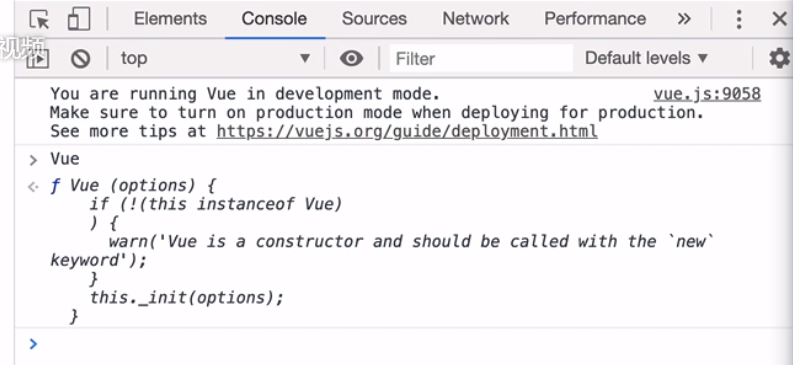 Elements Console Sources Network Performance »
视频
top Filter Default levels
You are running Vue in development mode. vue.js:9058
Make sure to turn on production mode when deploying for production.
See more tips at https://vuejs.org/guide/deployment.html
> Vue
ƒ Vue (options) {
if (!(this instanceof Vue)
) {
warn('Vue is a constructor and should be called with the `new`
keyword');
}
this._init(options);
}
>